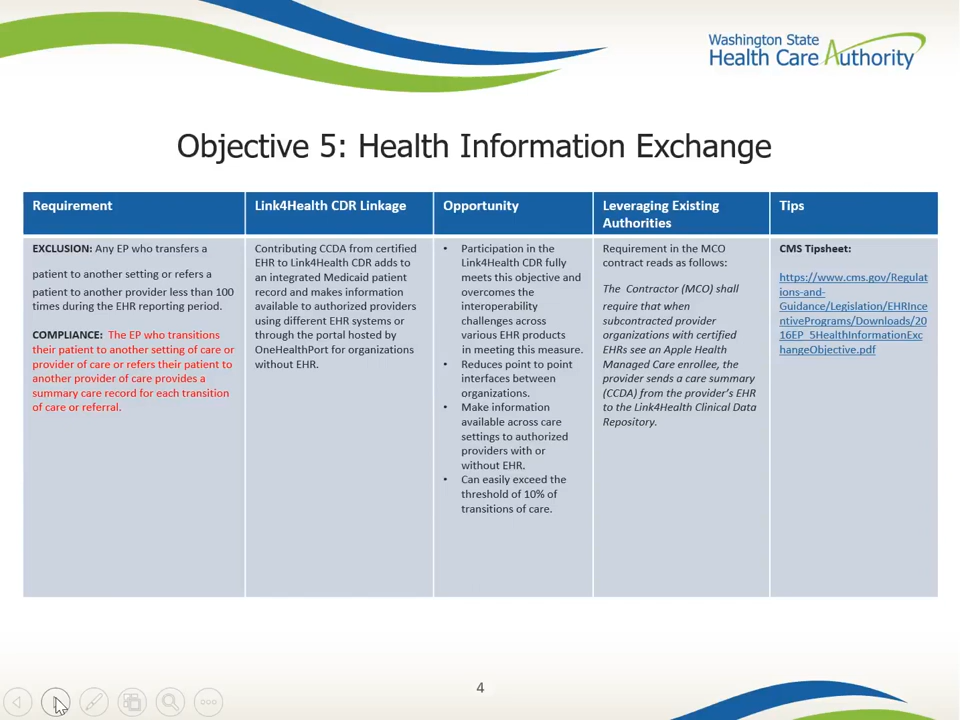 Washington State
Health Care Authority
Objective 5: Health Information Exchange
Requirement
Link4Health CDR Linkage
Opportunity
Leveraging Existing
Authorities
Tips
EXCLUSION: Any EP who transfers a
patient to another setting or refers a
patient to another provider less than 100
times during the EHR reporting period.
COMPLIANCE: The EP who transitions
their patient to another setting of care or
provider of care or refers their patient to
another provider of care provides a
summary care record for each transition
of care or referral.
Contributing CCDA from certified
EHR to Link4Health CDR adds to
an integrated Medicaid patient
record and makes information
available to authorized providers
using different EHR systems or
through the portal hosted by
OneHealthPort for organizations
without EHR.
• Participation in the
Link4Health CDR fully
meets this objective and
overcomes the
interoperability
challenges across
various EHR products
in meeting this measure.
• Reduces point to point
interfaces between
organizations.
• Make information
available across care
settings to authorized
providers with or
without EHR.
• Can easily exceed the
threshold of 10% of
transitions of care.
Requirement in the MCO
contract reads as follows:
The Contractor (MCO) shall
require that when
subcontracted provider
organizations with certified
EHRs see an Apple Health
Managed Care enrollee, the
provider sends a care summary
(CCDA) from the provider's EHR
to the Link4Health Clinical Data
Repository.
CMS Tipsheet:
https://www.cms.gov/Regulat
ions-and-
Guidance/Legislation/EHRInce
ntivePrograms/Downloads/20
16EP_5HealthInformationExc
hangeObjective.pdf
4